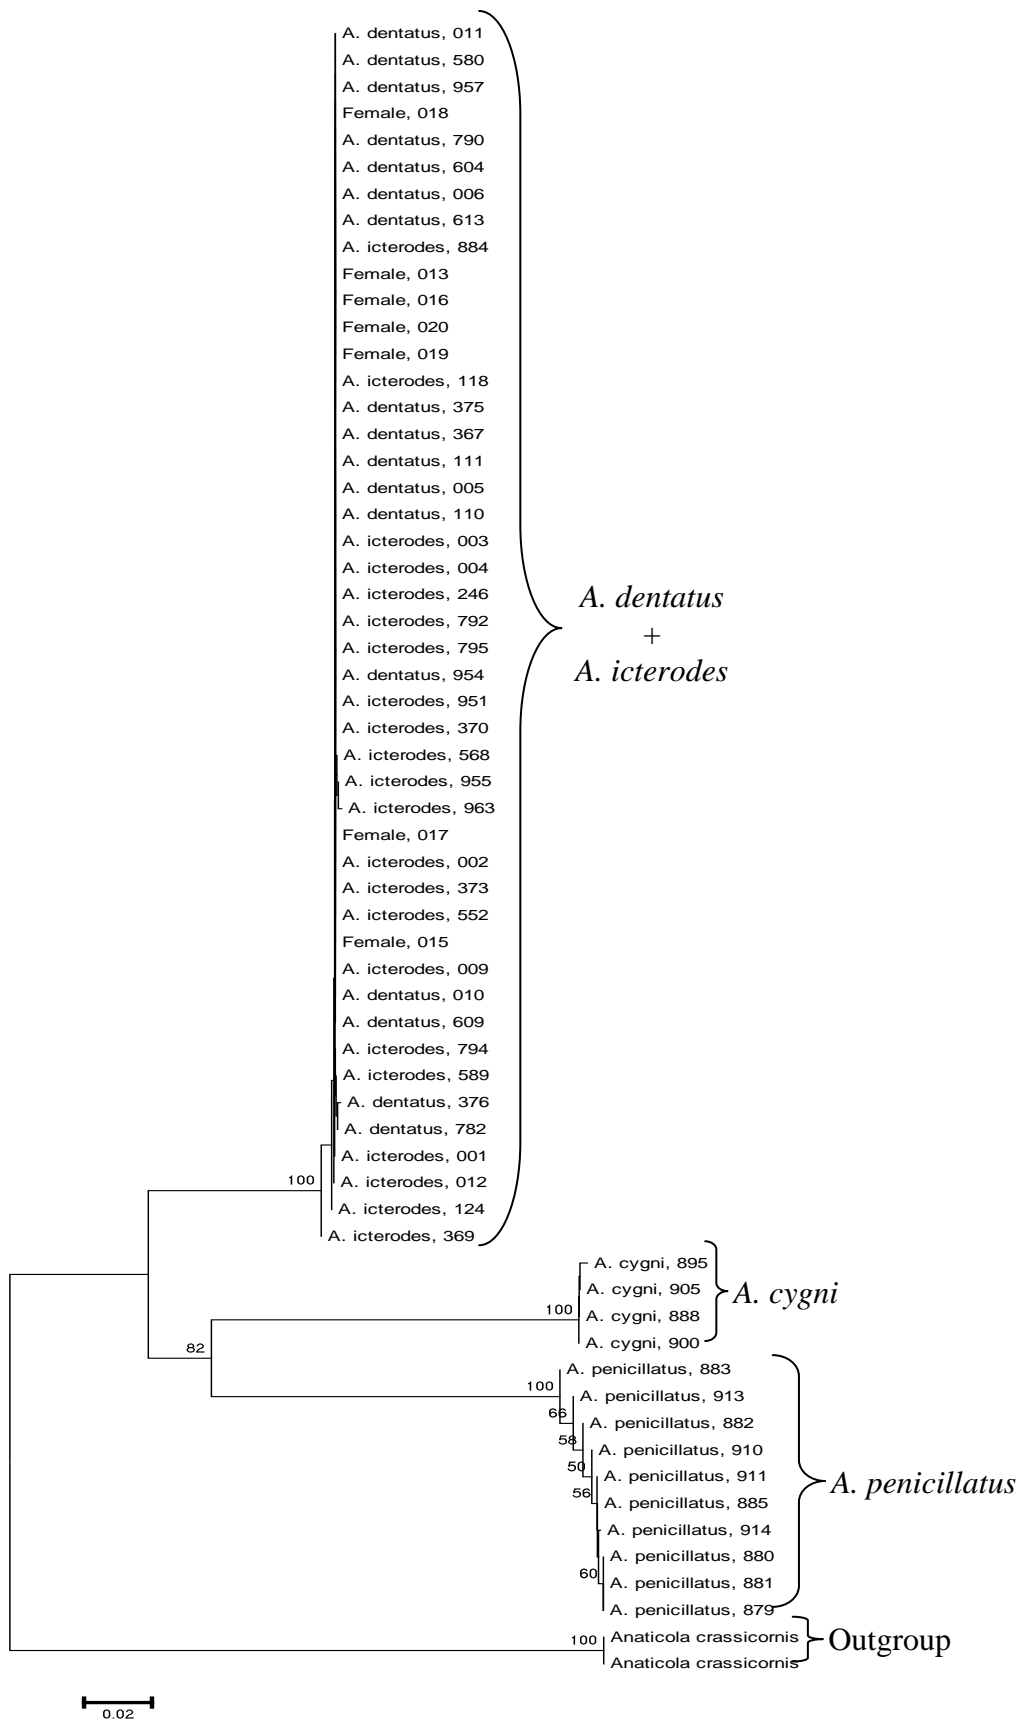 A. dentatus, 011
A. dentatus, 580
A. dentatus, 957
Female, 018
A. dentatus, 790
A. dentatus, 604
A. dentatus, 006
A. dentatus, 613
A. icterodes, 884
Female, 013
Female, 016
Female, 020
Female, 019
A. icterodes, 118
A. dentatus, 375
A. dentatus, 367
A. dentatus, 111
A. dentatus, 005
A. dentatus, 110
A. icterodes, 003
A. icterodes, 004
A. icterodes, 246
A. icterodes, 792
A. icterodes, 795
A. dentatus, 954
A. icterodes, 951
A. icterodes, 370
A. icterodes, 568
A. icterodes, 955
A. icterodes, 963
Female, 017
A. icterodes, 002
A. icterodes, 373
A. icterodes, 552
Female, 015
A. icterodes, 009
A. dentatus, 010
A. dentatus, 609
A. icterodes, 794
A. icterodes, 589
A. dentatus, 376
A. dentatus, 782
A. icterodes, 001
A. icterodes, 012
A. icterodes, 124
A. icterodes, 369
100
A. dentatus
+
A. icterodes
A. cygni, 895
A. cygni, 905
A. cygni, 888
A. cygni, 900
100
A. cygni
82
A. penicillatus, 883
A. penicillatus, 913
A. penicillatus, 882
A. penicillatus, 910
A. penicillatus, 911
A. penicillatus, 885
A. penicillatus, 914
A. penicillatus, 880
A. penicillatus, 881
A. penicillatus, 879
100
66
58
50
56
60
A. penicillatus
100
Anaticola crassicornis
Anaticola crassicornis
Outgroup
0.02